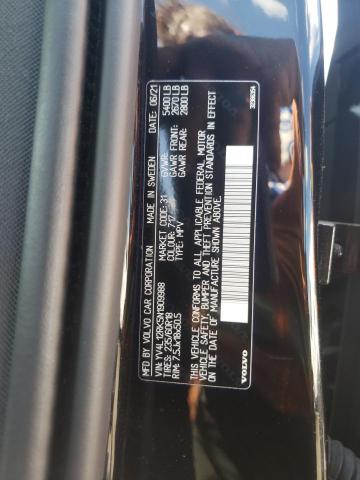 MFD. BY VOLVO CAR CORPORATION MADE IN SWEDEN DATE: 06/21
VIN: YV4L12RK5N1909988 MARKET CODE: 31 GVWR: 5400 LB
TIRES: 235/60R18 COLOUR: 717 GAWR FRONT: 2670 LB
RIM: 7.5Jx18x50.5 TYPE: MPV GAWR REAR: 2800 LB
THIS VEHICLE CONFORMS TO ALL APPLICABLE FEDERAL MOTOR
VEHICLE SAFETY, BUMPER AND THEFT PREVENTION STANDARDS IN EFFECT
ON THE DATE OF MANUFACTURE SHOWN ABOVE.
VOLVO